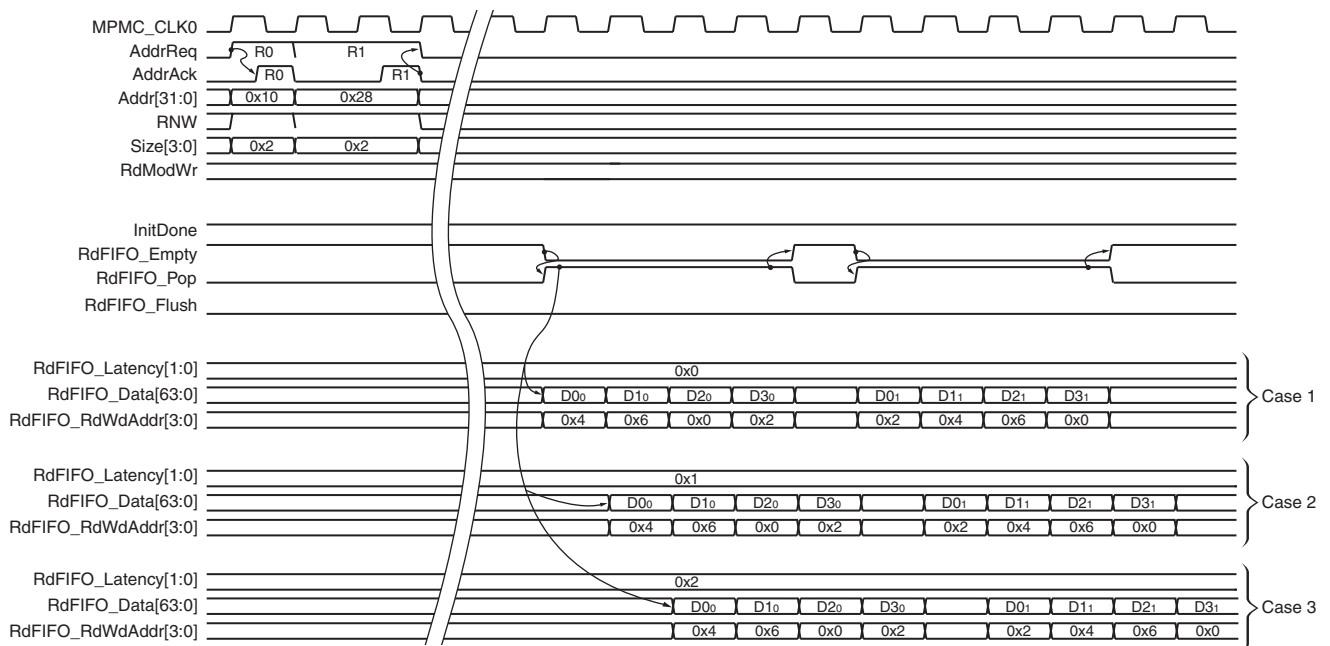 MPMC_CLK0
AddrReq R0 R1
AddrAck R0 R1
Addr[31:0] 0x10 0x28
RNW
Size[3:0] 0x2 0x2
RdModWr
InitDone
RdFIFO_Empty
RdFIFO_Pop
RdFIFO_Flush
RdFIFO_Latency[1:0] 0x0
RdFIFO_Data[63:0] D0₀ D1₀ D2₀ D3₀ D0₁ D1₁ D2₁ D3₁ Case 1
RdFIFO_RdWdAddr[3:0] 0x4 0x6 0x0 0x2 0x2 0x4 0x6 0x0
RdFIFO_Latency[1:0] 0x1
RdFIFO_Data[63:0] D0₀ D1₀ D2₀ D3₀ D0₁ D1₁ D2₁ D3₁ Case 2
RdFIFO_RdWdAddr[3:0] 0x4 0x6 0x0 0x2 0x2 0x4 0x6 0x0
RdFIFO_Latency[1:0] 0x2
RdFIFO_Data[63:0] D0₀ D1₀ D2₀ D3₀ D0₁ D1₁ D2₁ D3₁ Case 3
RdFIFO_RdWdAddr[3:0] 0x4 0x6 0x0 0x2 0x2 0x4 0x6 0x0